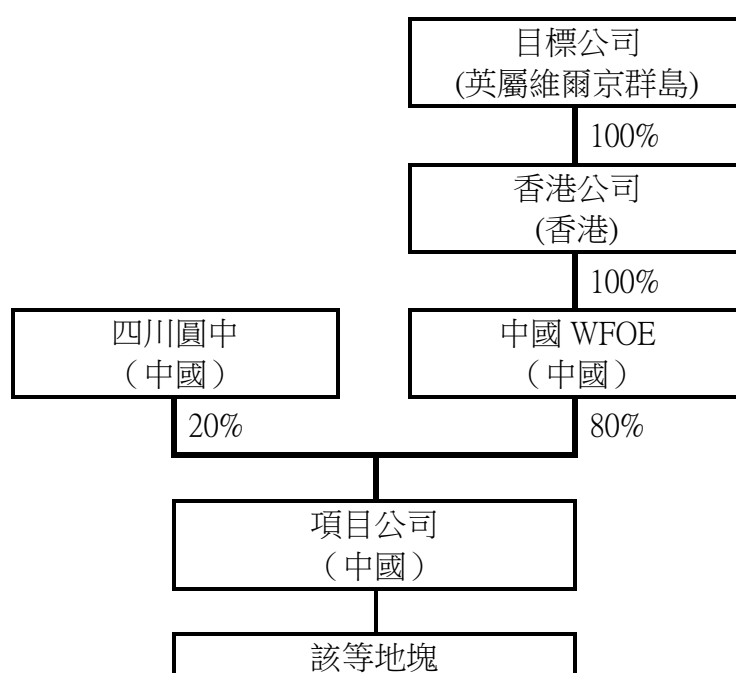 目標公司
(英屬維爾京群島)
100%
香港公司
(香港)
100%
四川圓中
（中國）
中國 WFOE
（中國）
20%
80%
項目公司
（中國）
該等地塊